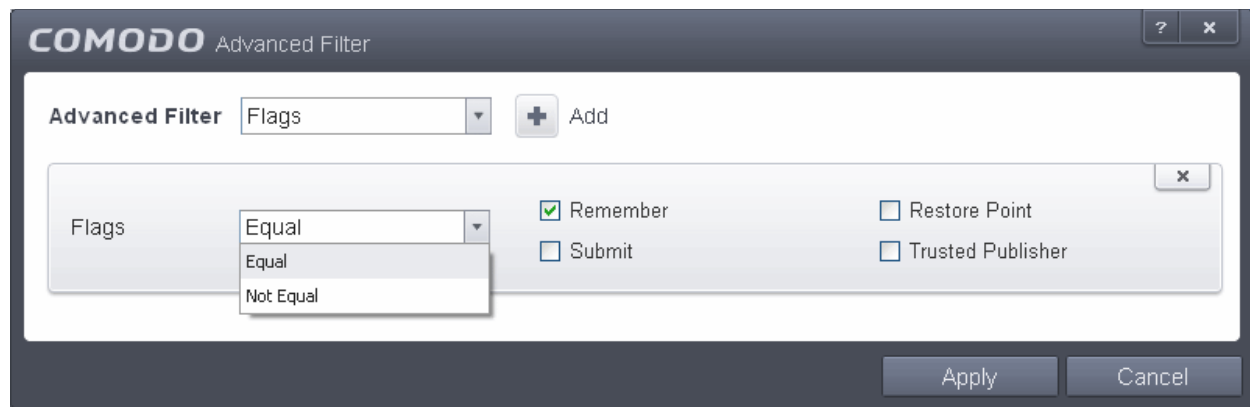 COMODO Advanced Filter ? x
Advanced Filter Flags + Add
x
Flags Equal Remember Restore Point
Equal Submit Trusted Publisher
Not Equal
Apply Cancel